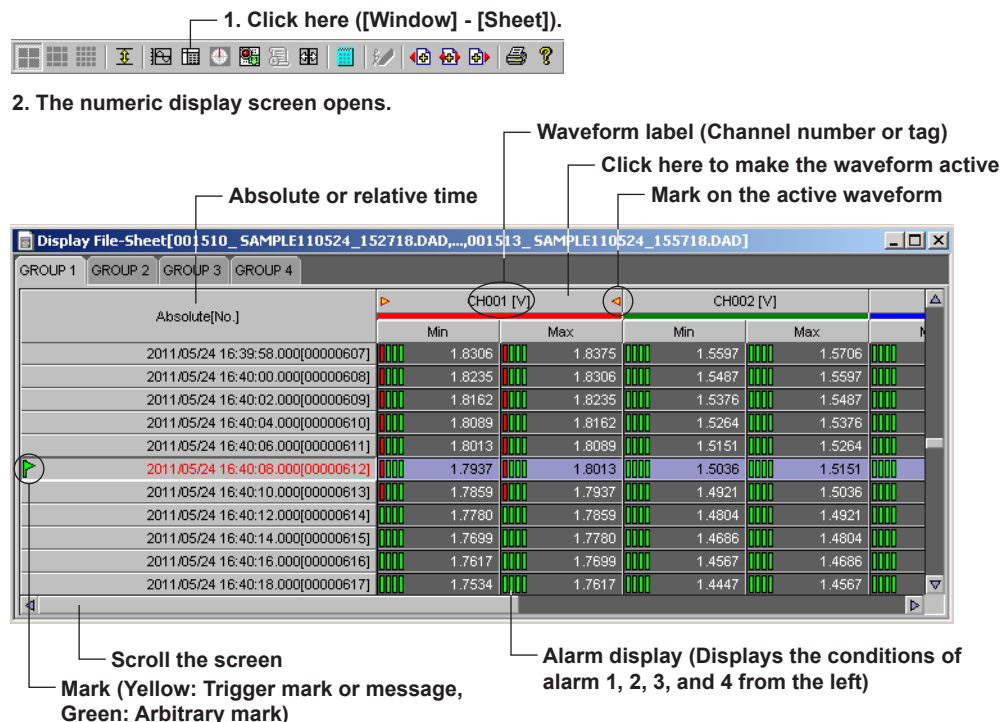 1. Click here ([Window] - [Sheet]).
2. The numeric display screen opens.
Waveform label (Channel number or tag)
Click here to make the waveform active
Absolute or relative time
Mark on the active waveform
Display File-Sheet[001510_ SAMPLE110524_152718.DAD,...,001513_ SAMPLE110524_155718.DAD]
GROUP 1 GROUP 2 GROUP 3 GROUP 4
Absolute[No.] CH001 [V] CH002 [V]
Min Max Min Max
2011/05/24 16:39:58.000[00000607] 1.8306 1.8375 1.5597 1.5706
2011/05/24 16:40:00.000[00000608] 1.8235 1.8306 1.5487 1.5597
2011/05/24 16:40:02.000[00000609] 1.8162 1.8235 1.5376 1.5487
2011/05/24 16:40:04.000[00000610] 1.8089 1.8162 1.5264 1.5376
2011/05/24 16:40:06.000[00000611] 1.8013 1.8089 1.5151 1.5264
2011/05/24 16:40:08.000[00000612] 1.7937 1.8013 1.5036 1.5151
2011/05/24 16:40:10.000[00000613] 1.7859 1.7937 1.4921 1.5036
2011/05/24 16:40:12.000[00000614] 1.7780 1.7859 1.4804 1.4921
2011/05/24 16:40:14.000[00000615] 1.7699 1.7780 1.4686 1.4804
2011/05/24 16:40:16.000[00000616] 1.7617 1.7699 1.4567 1.4686
2011/05/24 16:40:18.000[00000617] 1.7534 1.7617 1.4447 1.4567
Scroll the screen
Mark (Yellow: Trigger mark or message,
Green: Arbitrary mark)
Alarm display (Displays the conditions of
alarm 1, 2, 3, and 4 from the left)